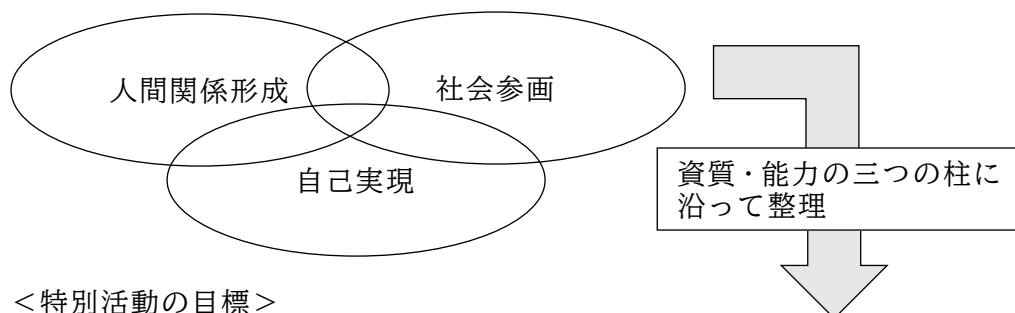 人間関係形成
社会参画
自己実現
資質・能力の三つの柱に
沿って整理
＜特別活動の目標＞